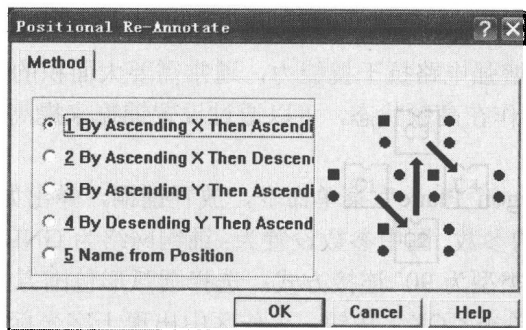 Positional Re-Annotate
Method
1 By Ascending X Then Ascendi
2 By Ascending X Then Descen
3 By Ascending Y Then Ascendi
4 By Desending Y Then Ascend
5 Name from Position
OK Cancel Help